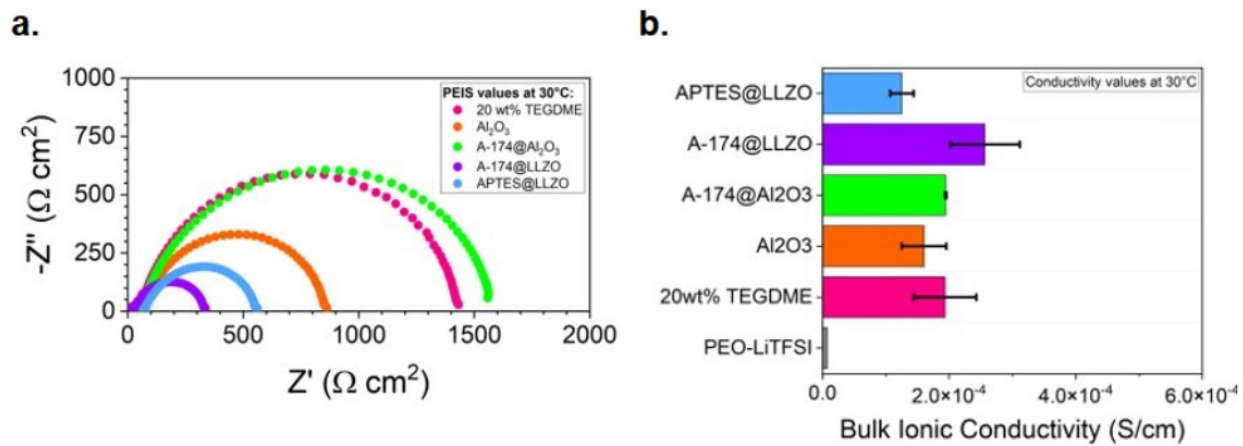 a.
1000
750
500
250
0
-Z" (Ω cm²)
PEIS values at 30°C:
20 wt% TEGDME
Al₂O₃
A-174@Al₂O₃
A-174@LLZO
APTES@LLZO
0 500 1000 1500 2000
Z' (Ω cm²)
b.
Conductivity values at 30°C
APTES@LLZO
A-174@LLZO
A-174@Al2O3
Al2O3
20wt% TEGDME
PEO-LiTFSI
0.0 2.0×10⁻⁴ 4.0×10⁻⁴ 6.0×10⁻⁴
Bulk Ionic Conductivity (S/cm)